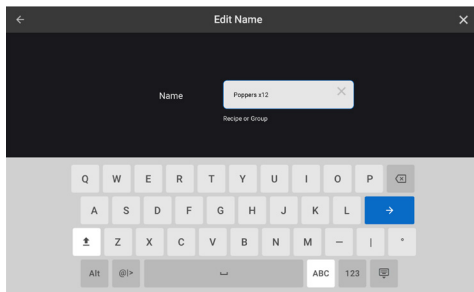 Edit Name
Name
Poppers x12
Recipe or Group
Q W E R T Y U I O P
A S D F G H J K L
Z X C V B N M – | °
Alt @|> ABC 123